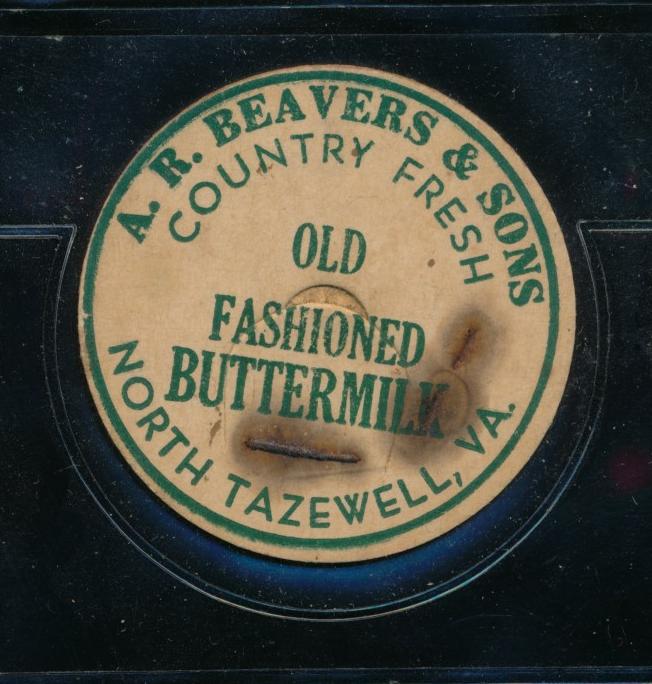 A. R. BEAVERS & SONS
COUNTRY FRESH
OLD
FASHIONED
BUTTERMILK
NORTH TAZEWELL, VA.